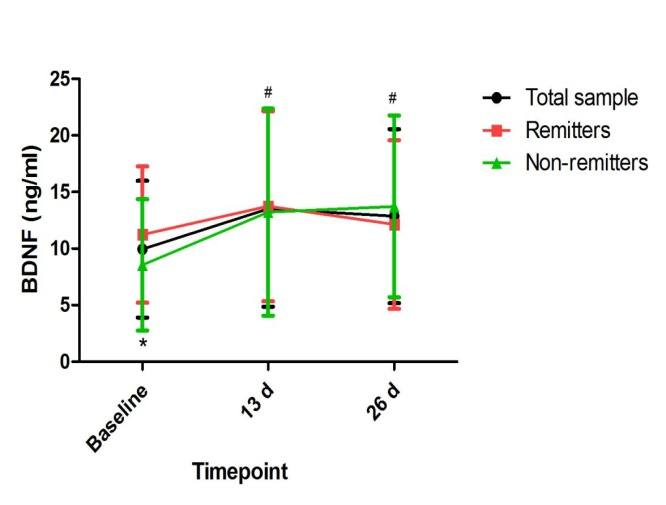 25
20
15
10
5
0
BDNF (ng/ml)
#
#
*
Baseline
13 d
26 d
Timepoint
Total sample
Remitters
Non-remitters